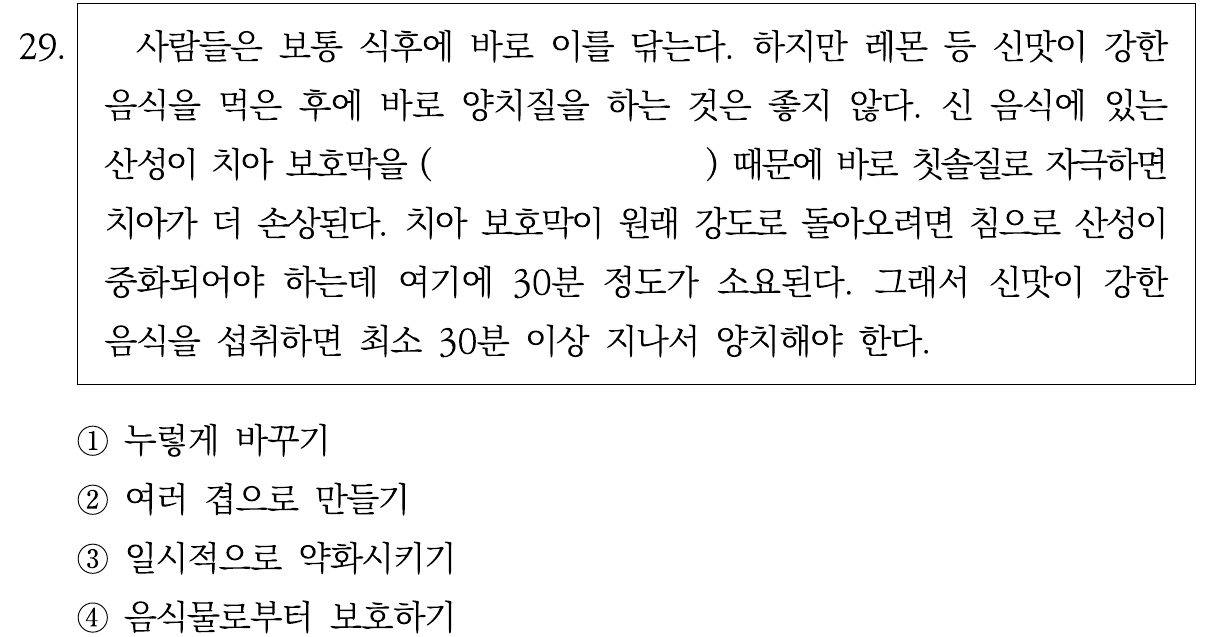 29. 사람들은 보통 식후에 바로 이를 닦는다. 하지만 레몬 등 신맛이 강한
음식을 먹은 후에 바로 양치질을 하는 것은 좋지 않다. 신 음식에 있는
산성이 치아 보호막을 (                    ) 때문에 바로 칫솔질로 자극하면
치아가 더 손상된다. 치아 보호막이 원래 강도로 돌아오려면 침으로 산성이
중화되어야 하는데 여기에 30분 정도가 소요된다. 그래서 신맛이 강한
음식을 섭취하면 최소 30분 이상 지나서 양치해야 한다.
① 누렇게 바꾸기
② 여러 겹으로 만들기
③ 일시적으로 약화시키기
④ 음식물로부터 보호하기